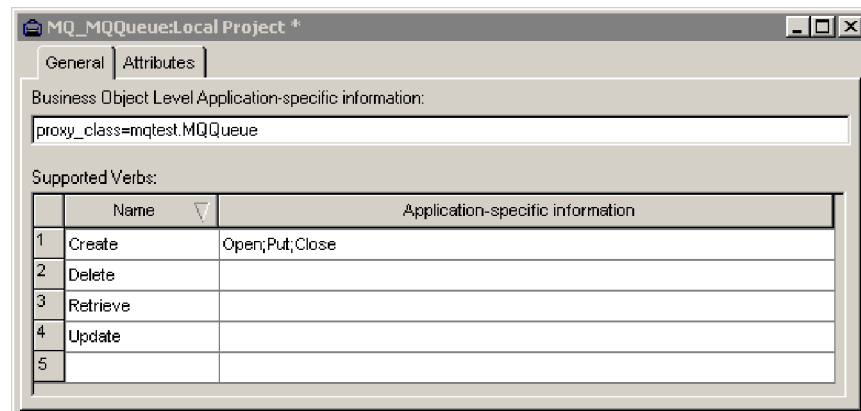 MQ_MQQueue:Local Project *
General Attributes
Business Object Level Application-specific information:
proxy_class=mqtest.MQQueue
Supported Verbs:
Name Application-specific information
1 Create Open;Put;Close
2 Delete
3 Retrieve
4 Update
5